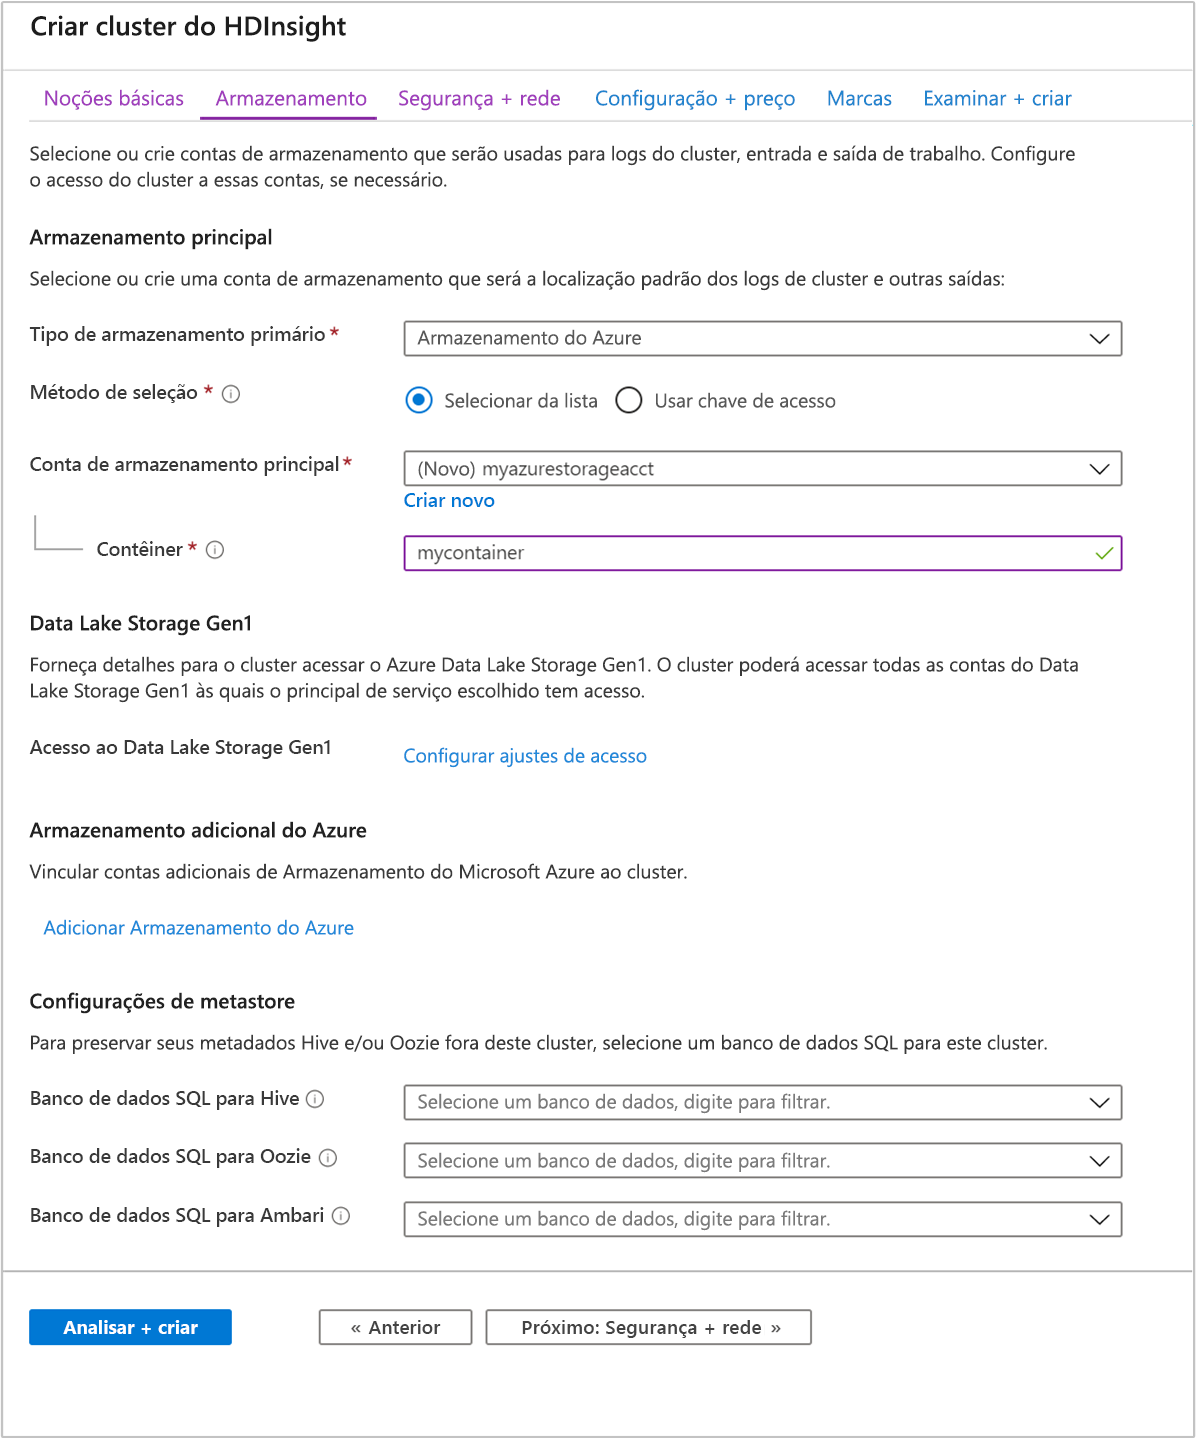 Criar cluster do HDInsight
Noções básicas Armazenamento Segurança + rede Configuração + preço Marcas Examinar + criar
Selecione ou crie contas de armazenamento que serão usadas para logs do cluster, entrada e saída de trabalho. Configure
o acesso do cluster a essas contas, se necessário.
Armazenamento principal
Selecione ou crie uma conta de armazenamento que será a localização padrão dos logs de cluster e outras saídas:
Tipo de armazenamento primário * Armazenamento do Azure
Método de seleção * Selecionar da lista Usar chave de acesso
Conta de armazenamento principal * (Novo) myazurestorageacct
Criar novo
Contêiner * mycontainer
Data Lake Storage Gen1
Forneça detalhes para o cluster acessar o Azure Data Lake Storage Gen1. O cluster poderá acessar todas as contas do Data
Lake Storage Gen1 às quais o principal de serviço escolhido tem acesso.
Acesso ao Data Lake Storage Gen1 Configurar ajustes de acesso
Armazenamento adicional do Azure
Vincular contas adicionais de Armazenamento do Microsoft Azure ao cluster.
Adicionar Armazenamento do Azure
Configurações de metastore
Para preservar seus metadados Hive e/ou Oozie fora deste cluster, selecione um banco de dados SQL para este cluster.
Banco de dados SQL para Hive Selecione um banco de dados, digite para filtrar.
Banco de dados SQL para Oozie Selecione um banco de dados, digite para filtrar.
Banco de dados SQL para Ambari Selecione um banco de dados, digite para filtrar.
Analisar + criar « Anterior Próximo: Segurança + rede »